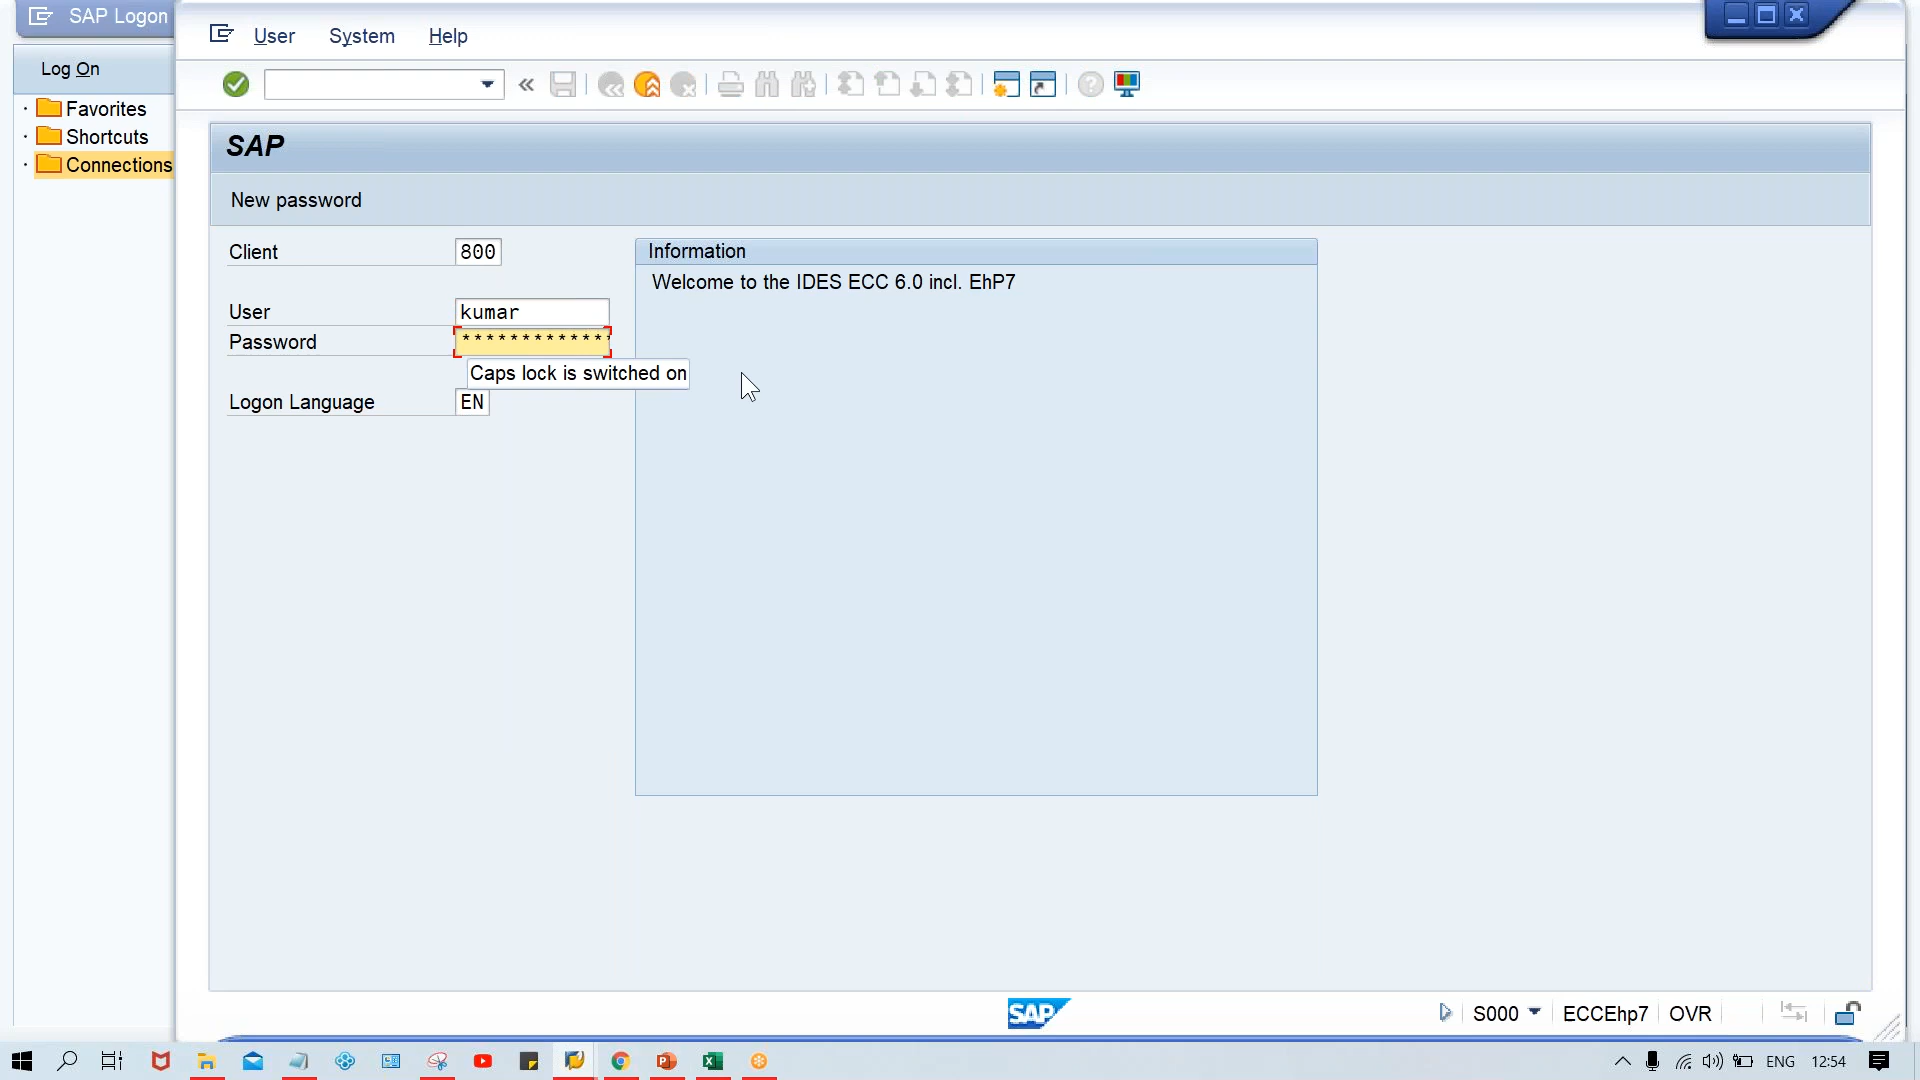 SAP Logon
User System Help
Log On
Favorites
Shortcuts
Connections
SAP
New password
Client 800
User kumar
Password *************
Caps lock is switched on
Logon Language EN
Information
Welcome to the IDES ECC 6.0 incl. EhP7
SAP
S000 ECCEhp7 OVR
ENG 12:54